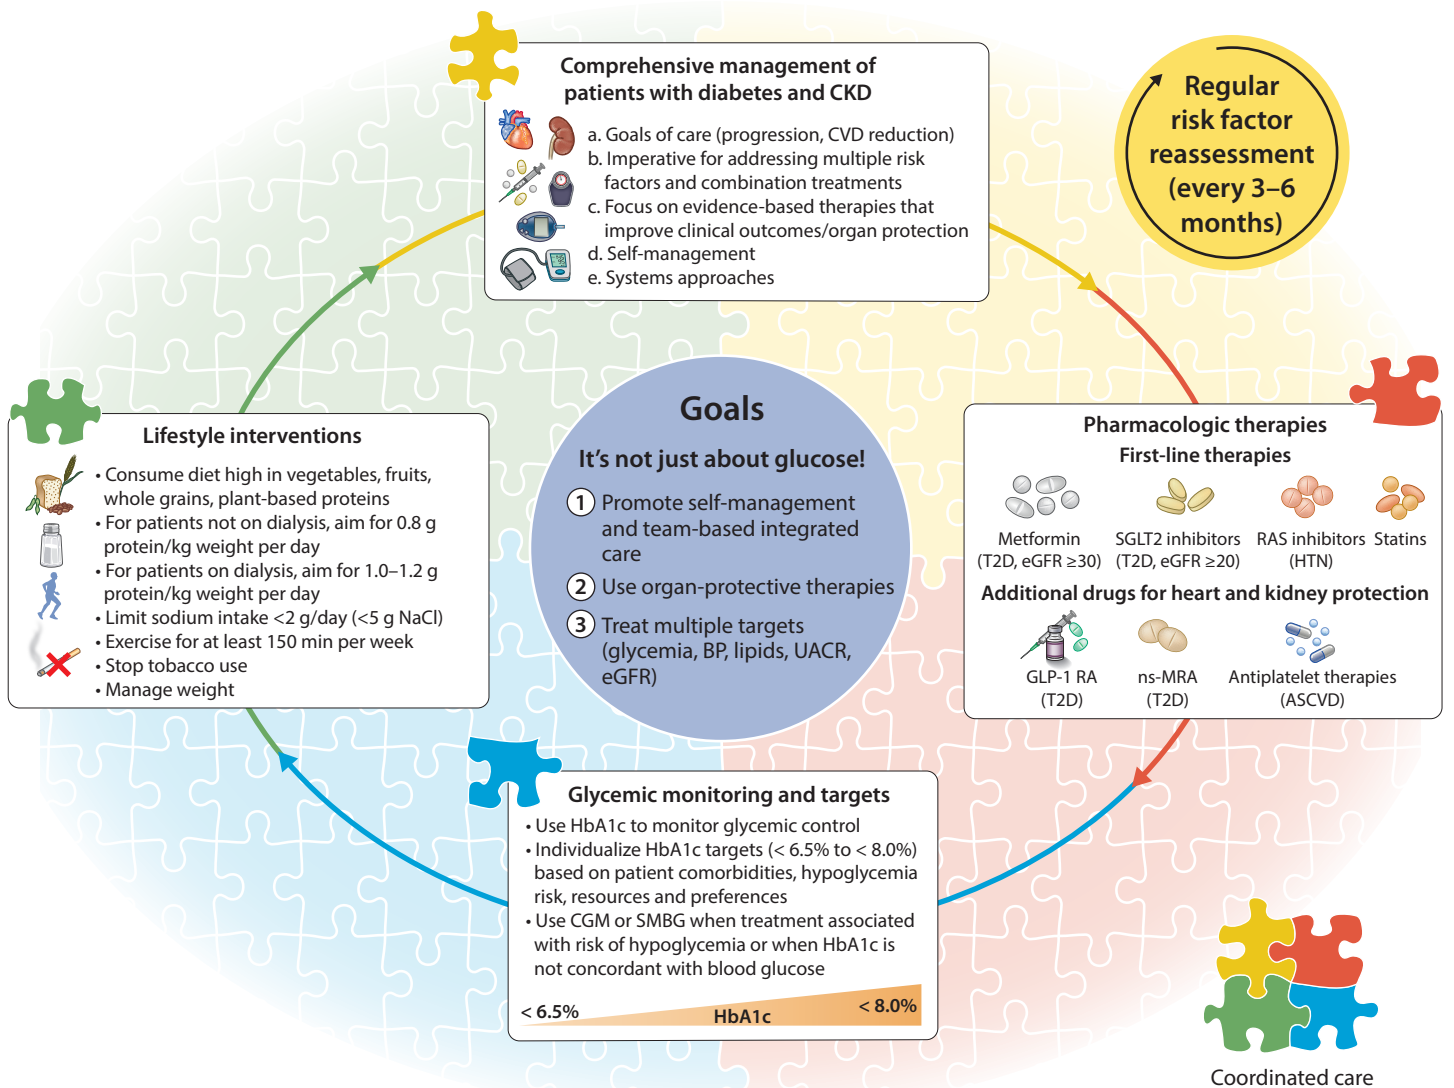 Comprehensive management of
patients with diabetes and CKD
a. Goals of care (progression, CVD reduction)
b. Imperative for addressing multiple risk
factors and combination treatments
c. Focus on evidence-based therapies that
improve clinical outcomes/organ protection
d. Self-management
e. Systems approaches
Regular
risk factor
reassessment
(every 3–6
months)
Lifestyle interventions
• Consume diet high in vegetables, fruits,
whole grains, plant-based proteins
• For patients not on dialysis, aim for 0.8 g
protein/kg weight per day
• For patients on dialysis, aim for 1.0–1.2 g
protein/kg weight per day
• Limit sodium intake <2 g/day (<5 g NaCl)
• Exercise for at least 150 min per week
• Stop tobacco use
• Manage weight
Goals
It's not just about glucose!
1 Promote self-management
and team-based integrated
care
2 Use organ-protective therapies
3 Treat multiple targets
(glycemia, BP, lipids, UACR,
eGFR)
Pharmacologic therapies
First-line therapies
Metformin SGLT2 inhibitors RAS inhibitors Statins
(T2D, eGFR ≥30) (T2D, eGFR ≥20) (HTN)
Additional drugs for heart and kidney protection
GLP-1 RA ns-MRA Antiplatelet therapies
(T2D) (T2D) (ASCVD)
Glycemic monitoring and targets
• Use HbA1c to monitor glycemic control
• Individualize HbA1c targets (< 6.5% to < 8.0%)
based on patient comorbidities, hypoglycemia
risk, resources and preferences
• Use CGM or SMBG when treatment associated
with risk of hypoglycemia or when HbA1c is
not concordant with blood glucose
< 6.5% HbA1c < 8.0%
Coordinated care